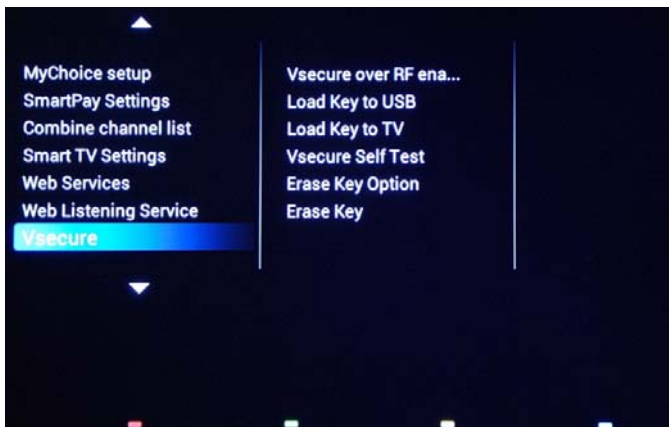 MyChoice setup
SmartPay Settings
Combine channel list
Smart TV Settings
Web Services
Web Listening Service
Vsecure
Vsecure over RF ena...
Load Key to USB
Load Key to TV
Vsecure Self Test
Erase Key Option
Erase Key